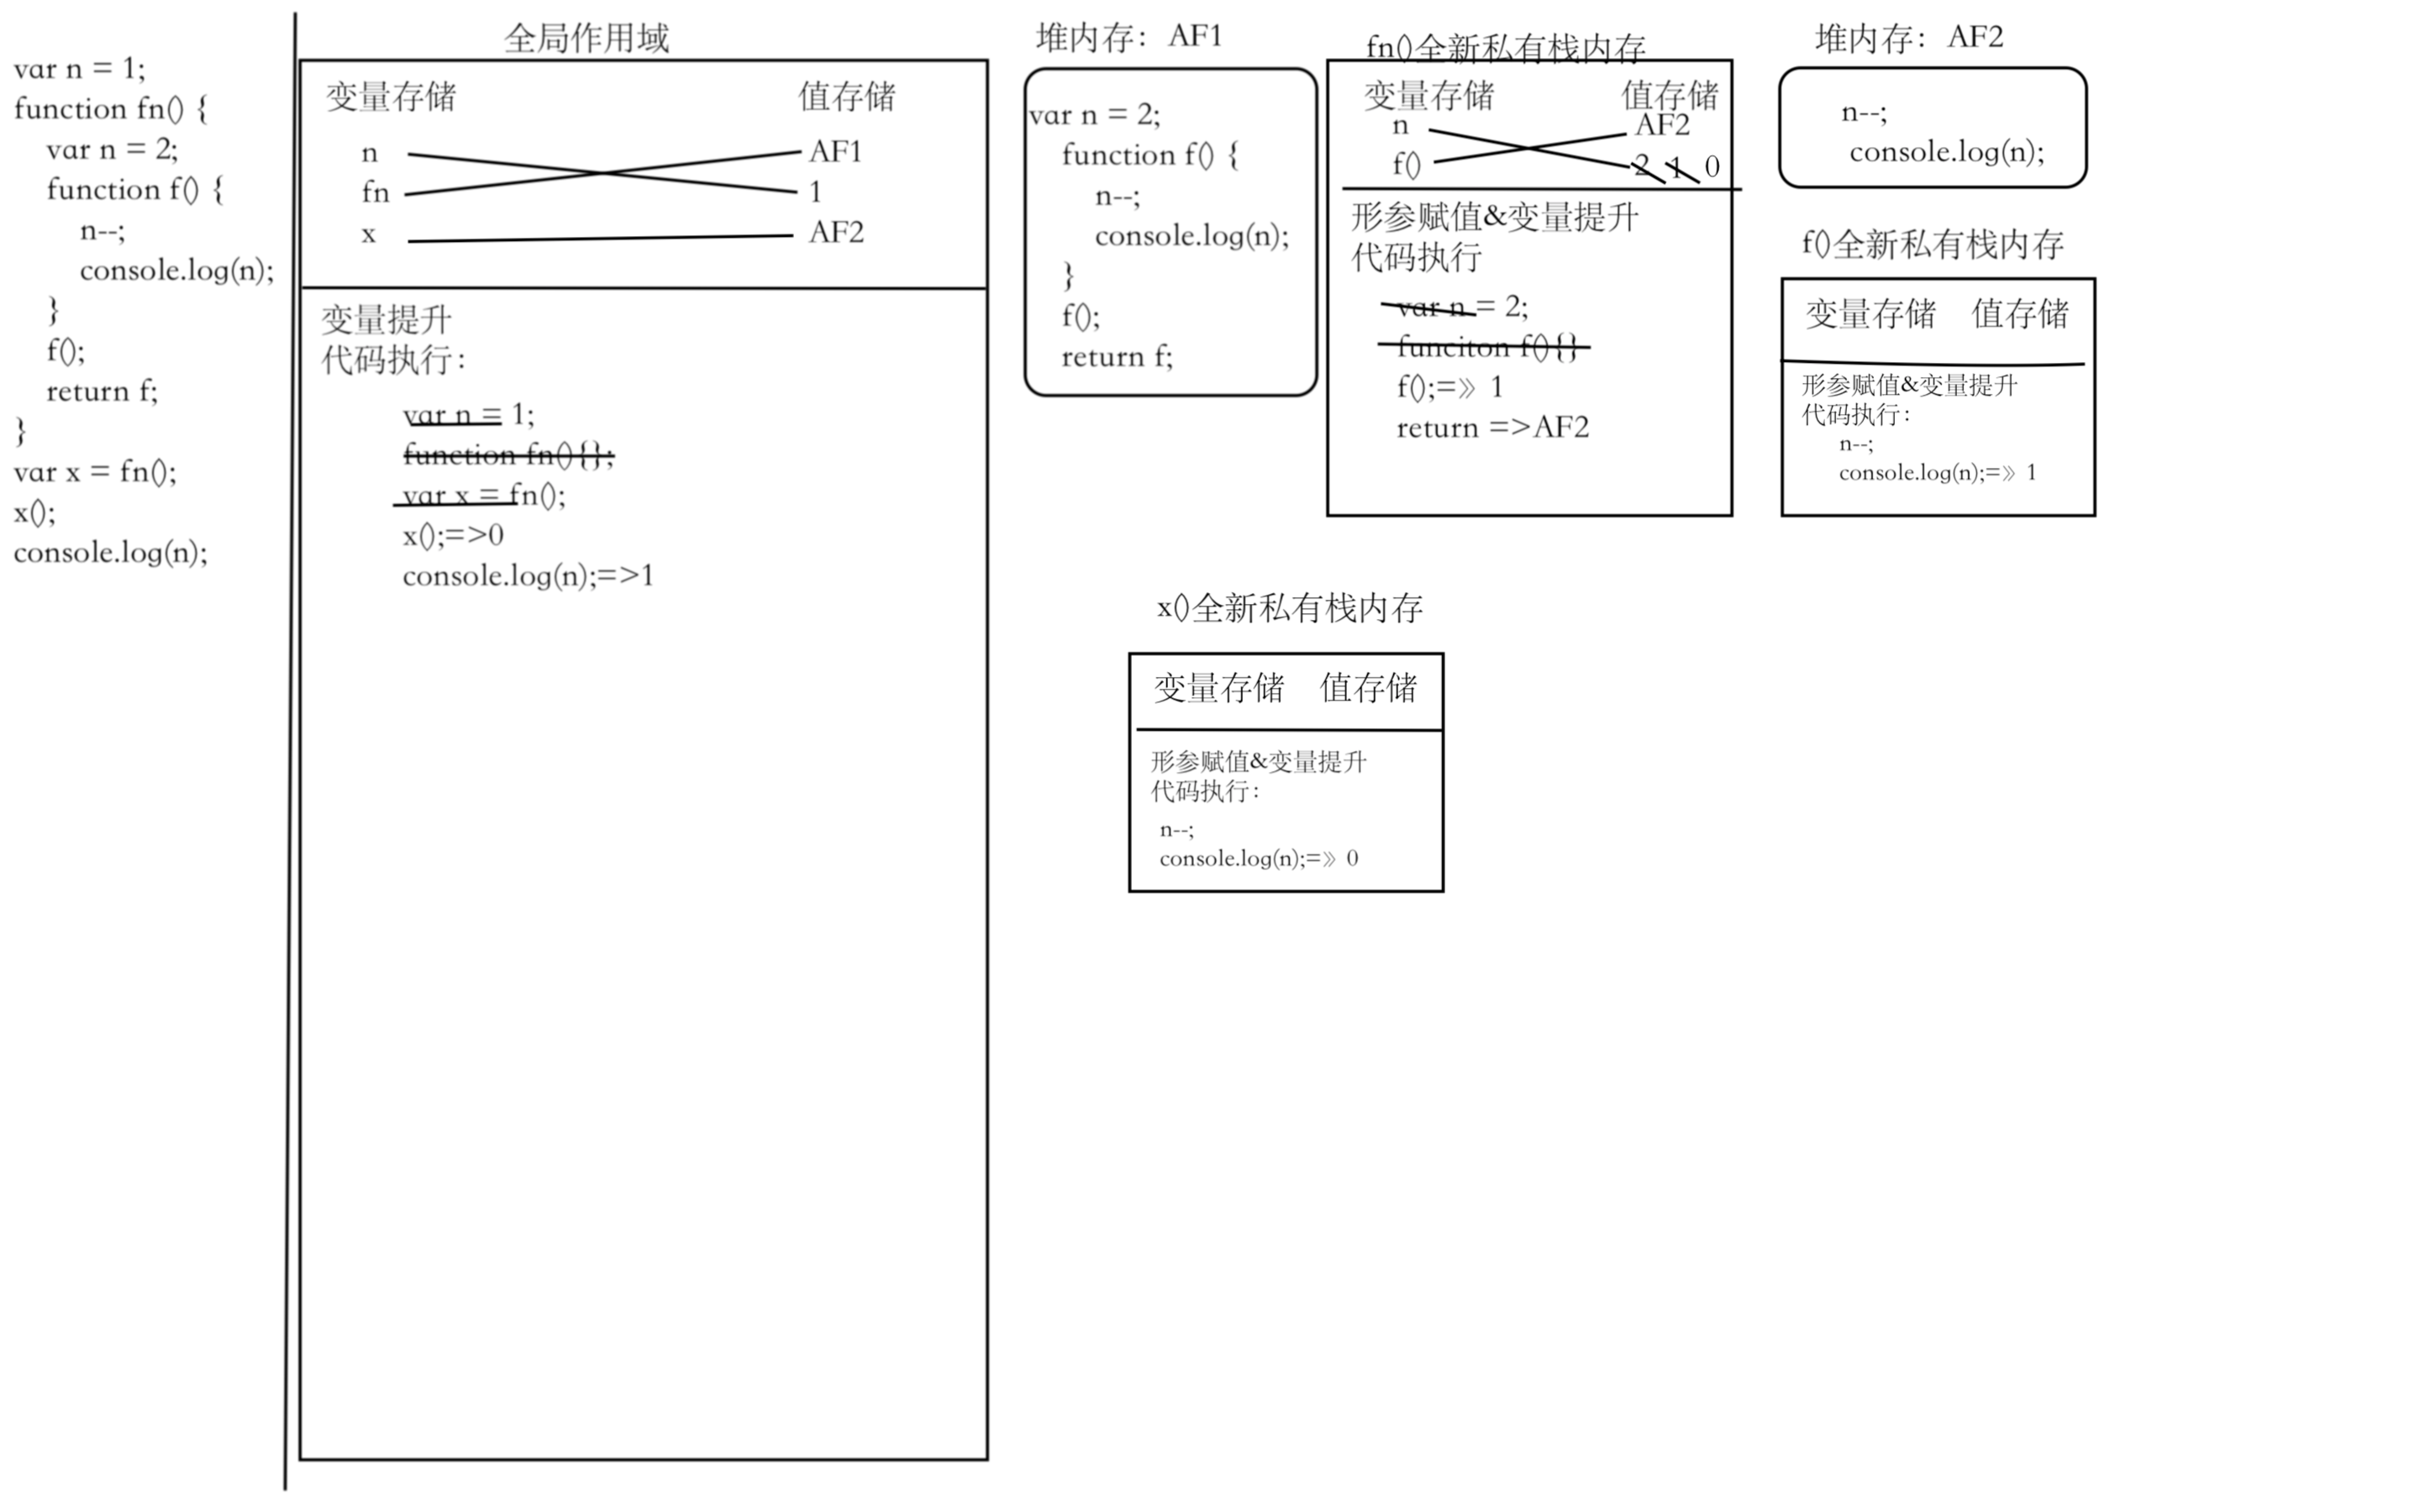 var n = 1;
function fn() {
var n = 2;
function f() {
n--;
console.log(n);
}
f();
return f;
}
var x = fn();
x();
console.log(n);
全局作用域
变量存储 值存储
n AF1
fn 1
x AF2
变量提升
代码执行：
var n = 1;
function fn(){};
var x = fn();
x();=>0
console.log(n);=>1
堆内存：AF1
var n = 2;
function f() {
n--;
console.log(n);
}
f();
return f;
fn()全新私有栈内存
变量存储 值存储
n AF2
f() 2 1 0
形参赋值&变量提升
代码执行
var n = 2;
funciton f(){}
f();=》1
return =>AF2
堆内存：AF2
n--;
console.log(n);
f()全新私有栈内存
变量存储 值存储
形参赋值&变量提升
代码执行：
n--;
console.log(n);=》1
x()全新私有栈内存
变量存储 值存储
形参赋值&变量提升
代码执行：
n--;
console.log(n);=》0